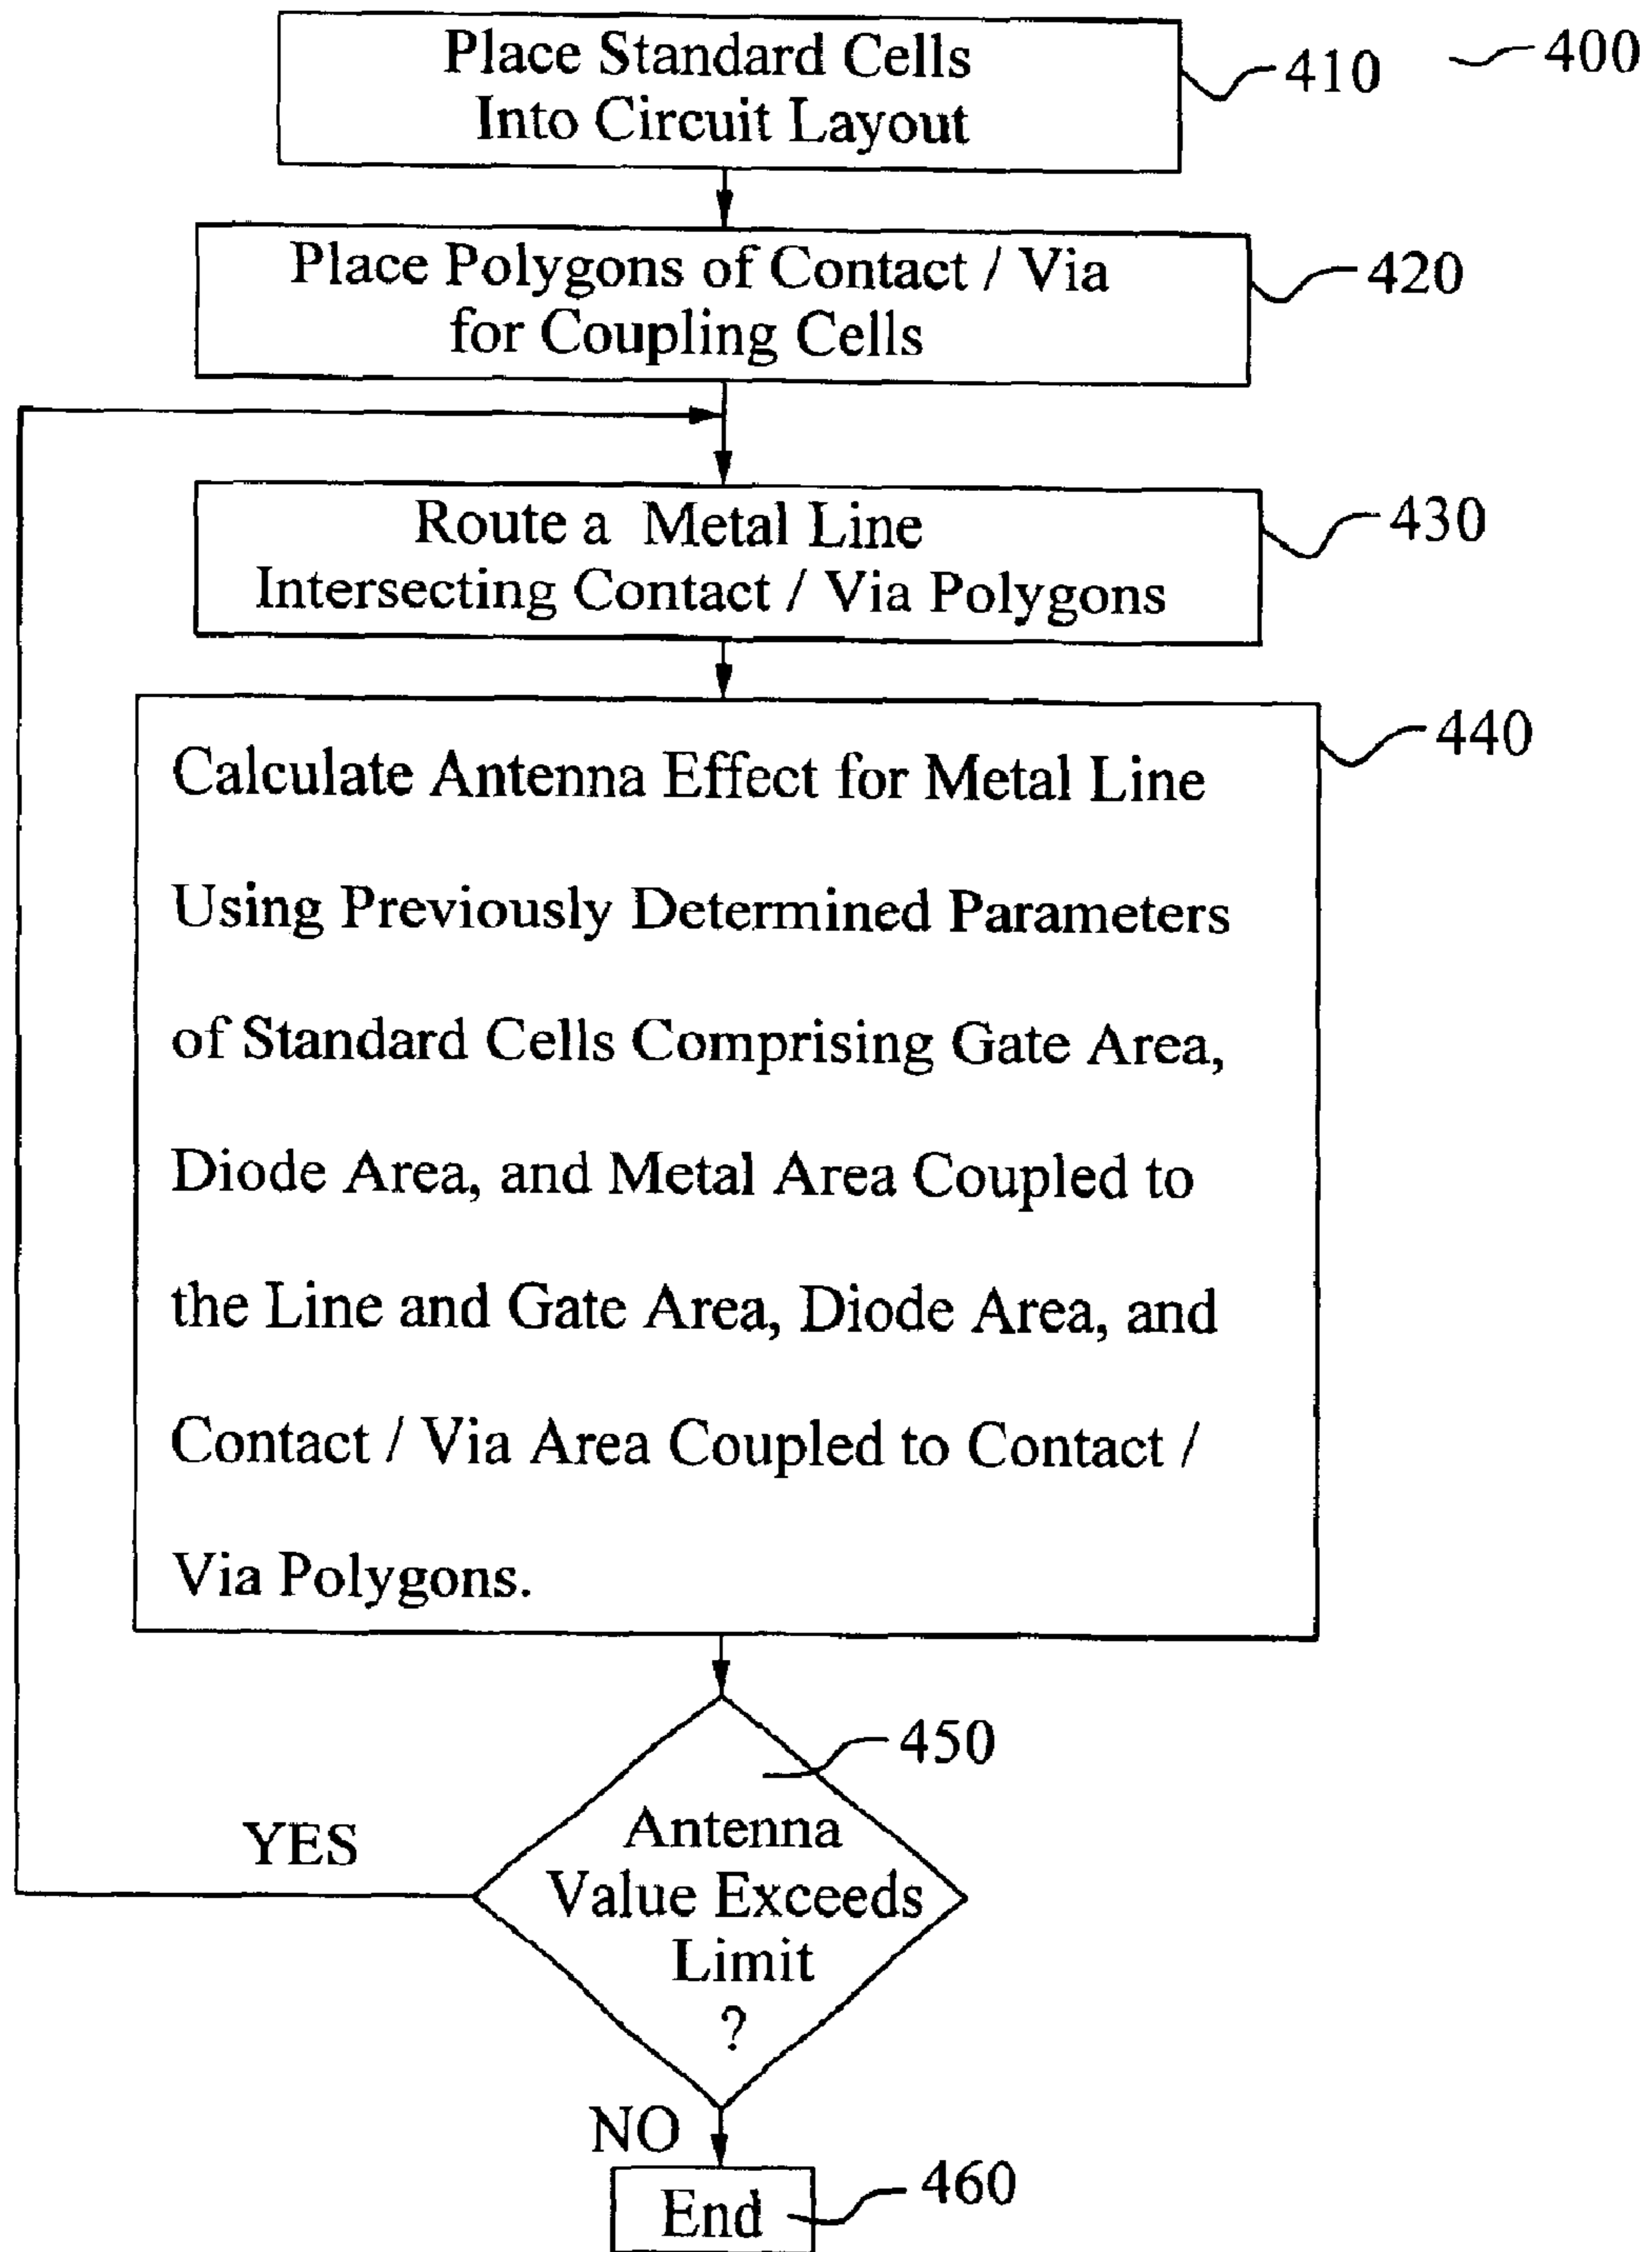 400
Place Standard Cells
Into Circuit Layout
410
Place Polygons of Contact / Via
for Coupling Cells
420
Route a Metal Line
Intersecting Contact / Via Polygons
430
Calculate Antenna Effect for Metal Line
Using Previously Determined Parameters
of Standard Cells Comprising Gate Area,
Diode Area, and Metal Area Coupled to
the Line and Gate Area, Diode Area, and
Contact / Via Area Coupled to Contact /
Via Polygons.
440
450
Antenna
Value Exceeds
Limit
?
YES
NO
End
460